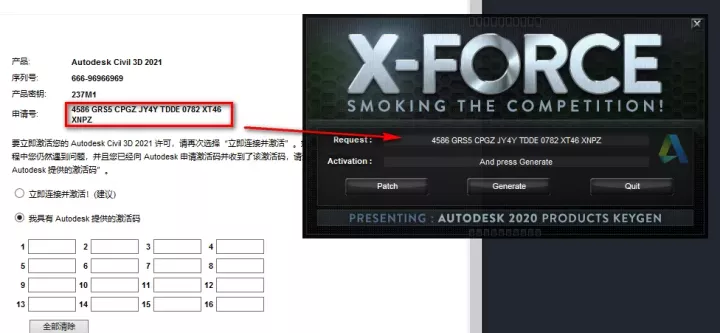 产品:
Autodesk Civil 3D 2021
序列号:
666-96966969
产品密钥:
237M1
申请号:
4586 GRS5 CPGZ JY4Y TDDE 0782 XT46
XNPZ
要立即激活您的 Autodesk Civil 3D 2021 许可，请再次选择“立即连接并激活”。
程中您仍然遇到问题，并且您已经向 Autodesk 申请激活码并收到了该激活码，请
Autodesk 提供的激活码”。
立即连接并激活! (建议)
我具有 Autodesk 提供的激活码
1 2 3 4
5 6 7 8
9 10 11 12
13 14 15 16
全部清除
X-FORCE
SMOKING THE COMPETITION!
Request : 4586 GRS5 CPGZ JY4Y TDDE 0782 XT46 XNPZ
Activation : And press Generate
Patch Generate Quit
PRESENTING : AUTODESK 2020 PRODUCTS KEYGEN